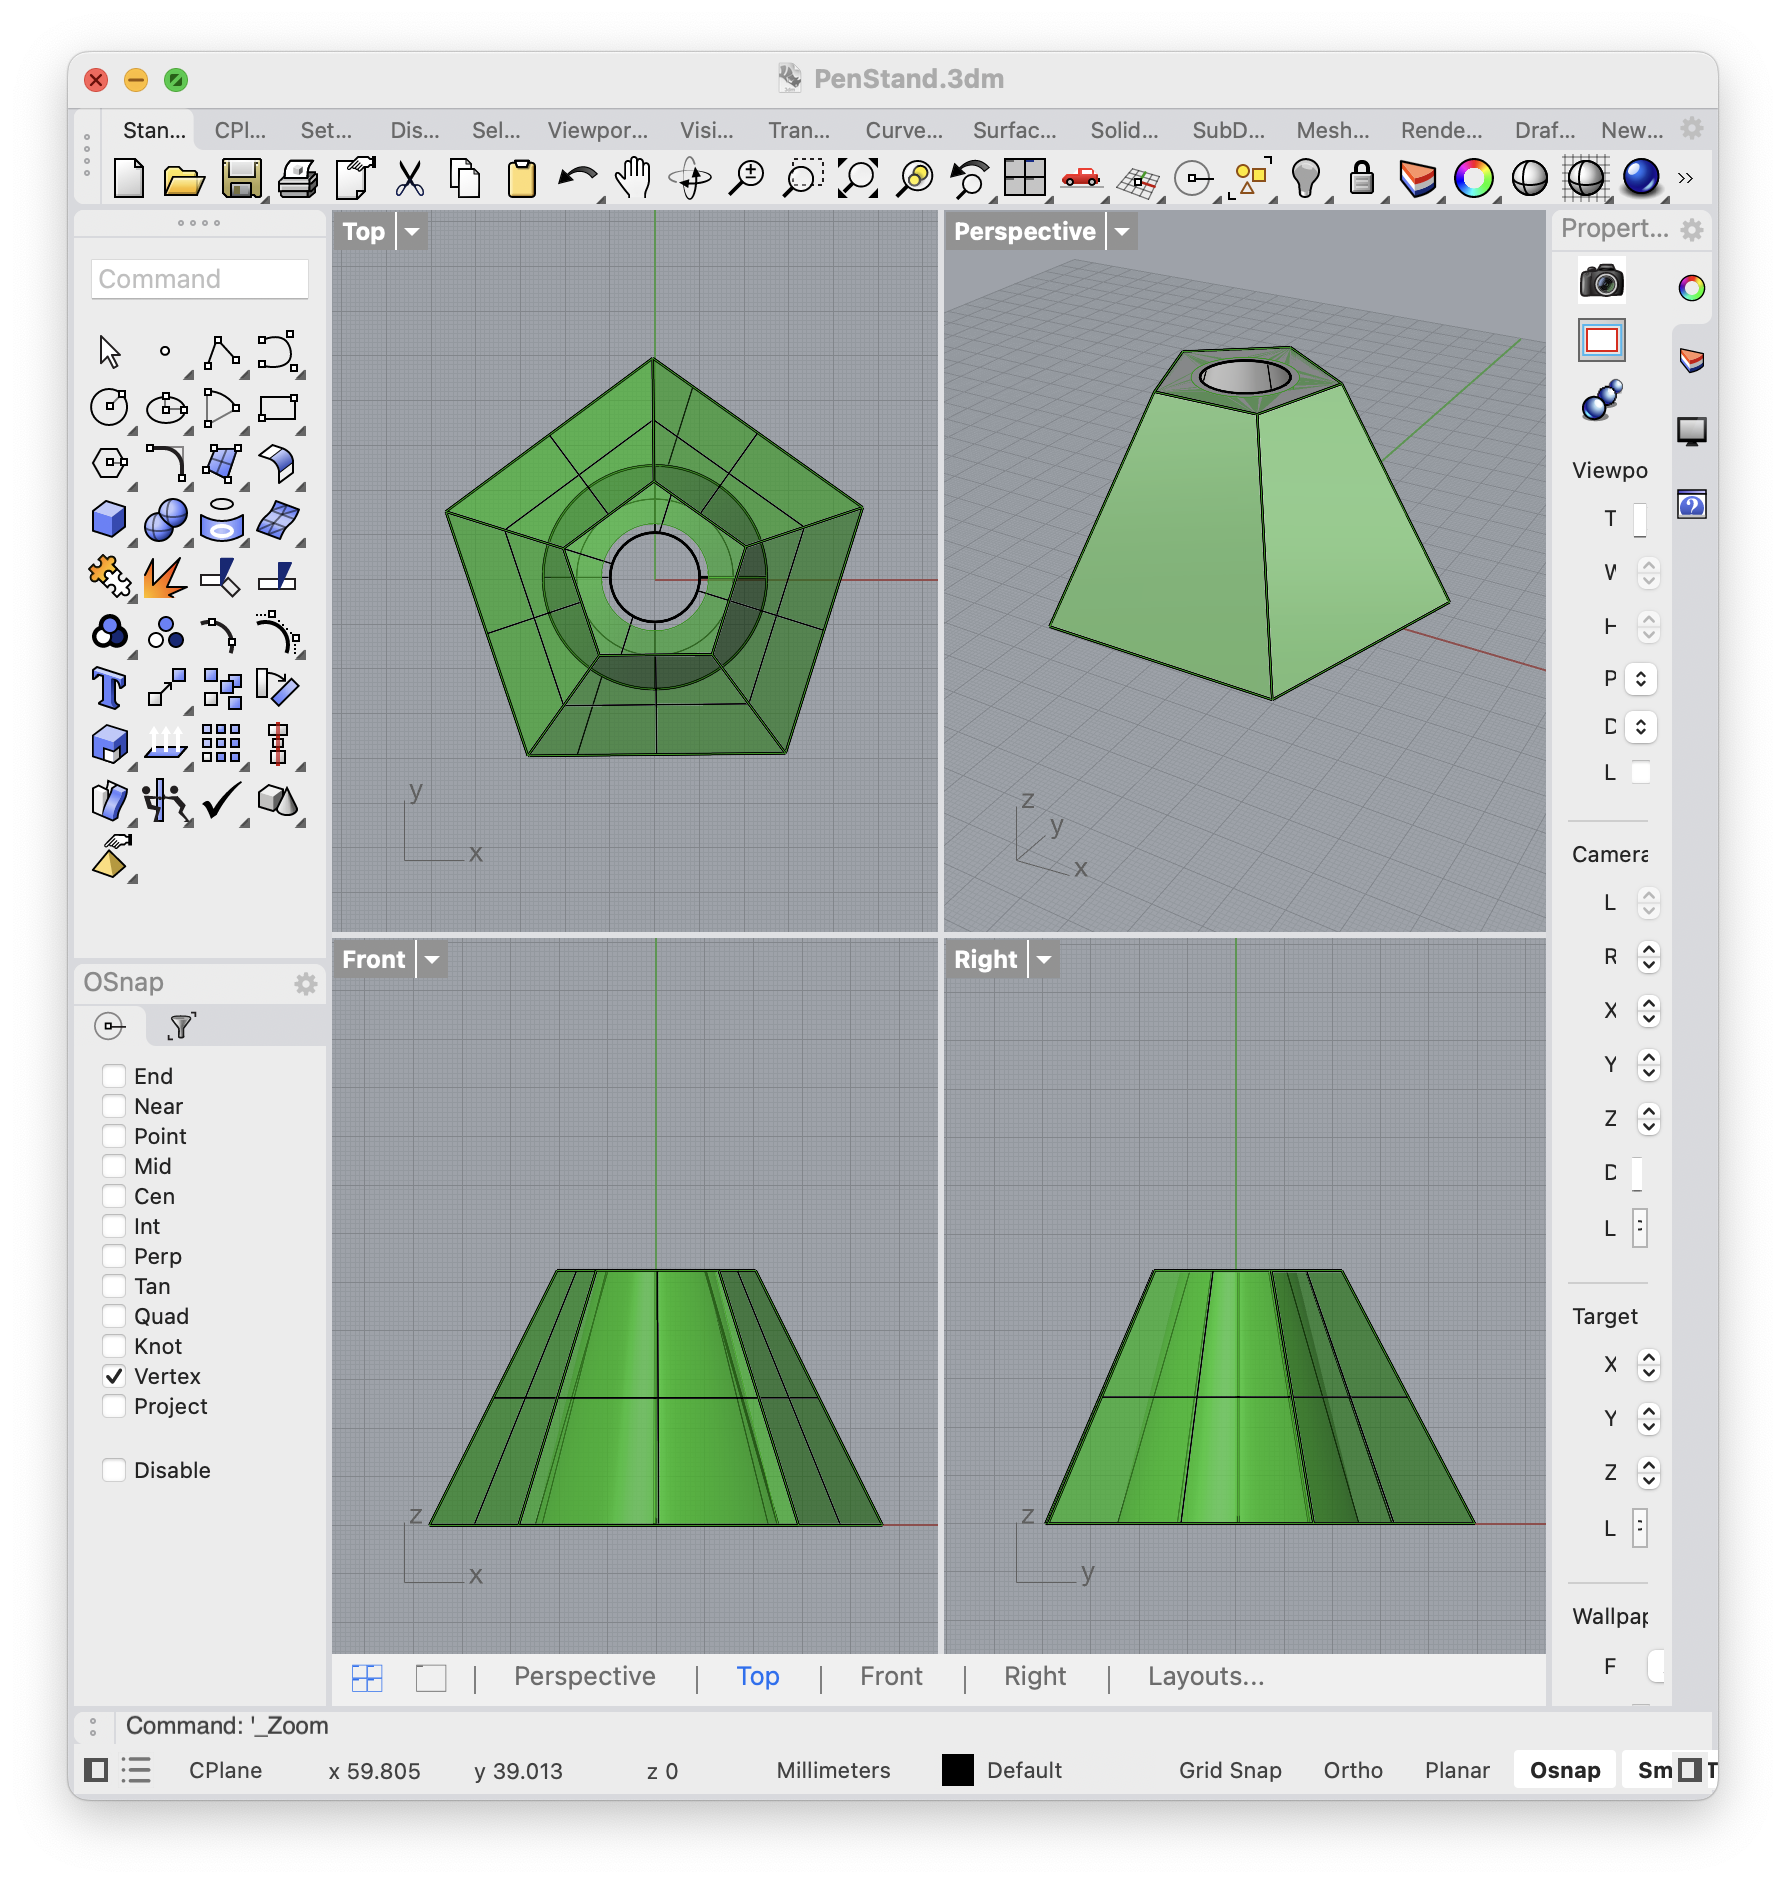 PenStand.3dm
Stan... CPl... Set... Dis... Sel... Viewpor... Visi... Tran... Curve... Surfac... Solid... SubD... Mesh... Rende... Draf... New...
Command
Top
Perspective
Propert...
Viewpo
T
W
H
P
D
L
Camera
L
R
X
Y
Z
D
L
Target
X
Y
Z
L
Wallpap
F
y
x
z
y
x
Front
Right
z
x
z
y
OSnap
End
Near
Point
Mid
Cen
Int
Perp
Tan
Quad
Knot
Vertex
Project
Disable
Perspective | Top | Front | Right | Layouts...
Command: '_Zoom
CPlane x 59.805 y 39.013 z 0 Millimeters Default Grid Snap Ortho Planar Osnap Sm T